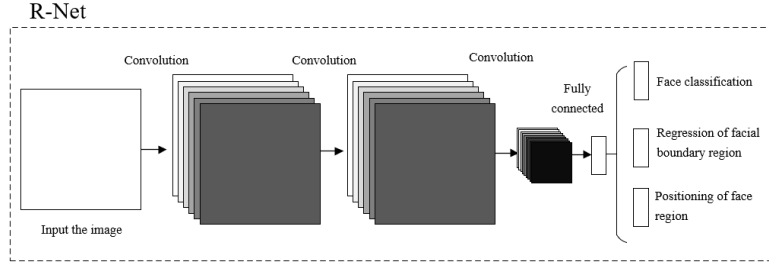 R-Net
Convolution
Convolution
Convolution
Fully
connected
Input the image
Face classification
Regression of facial
boundary region
Positioning of face
region